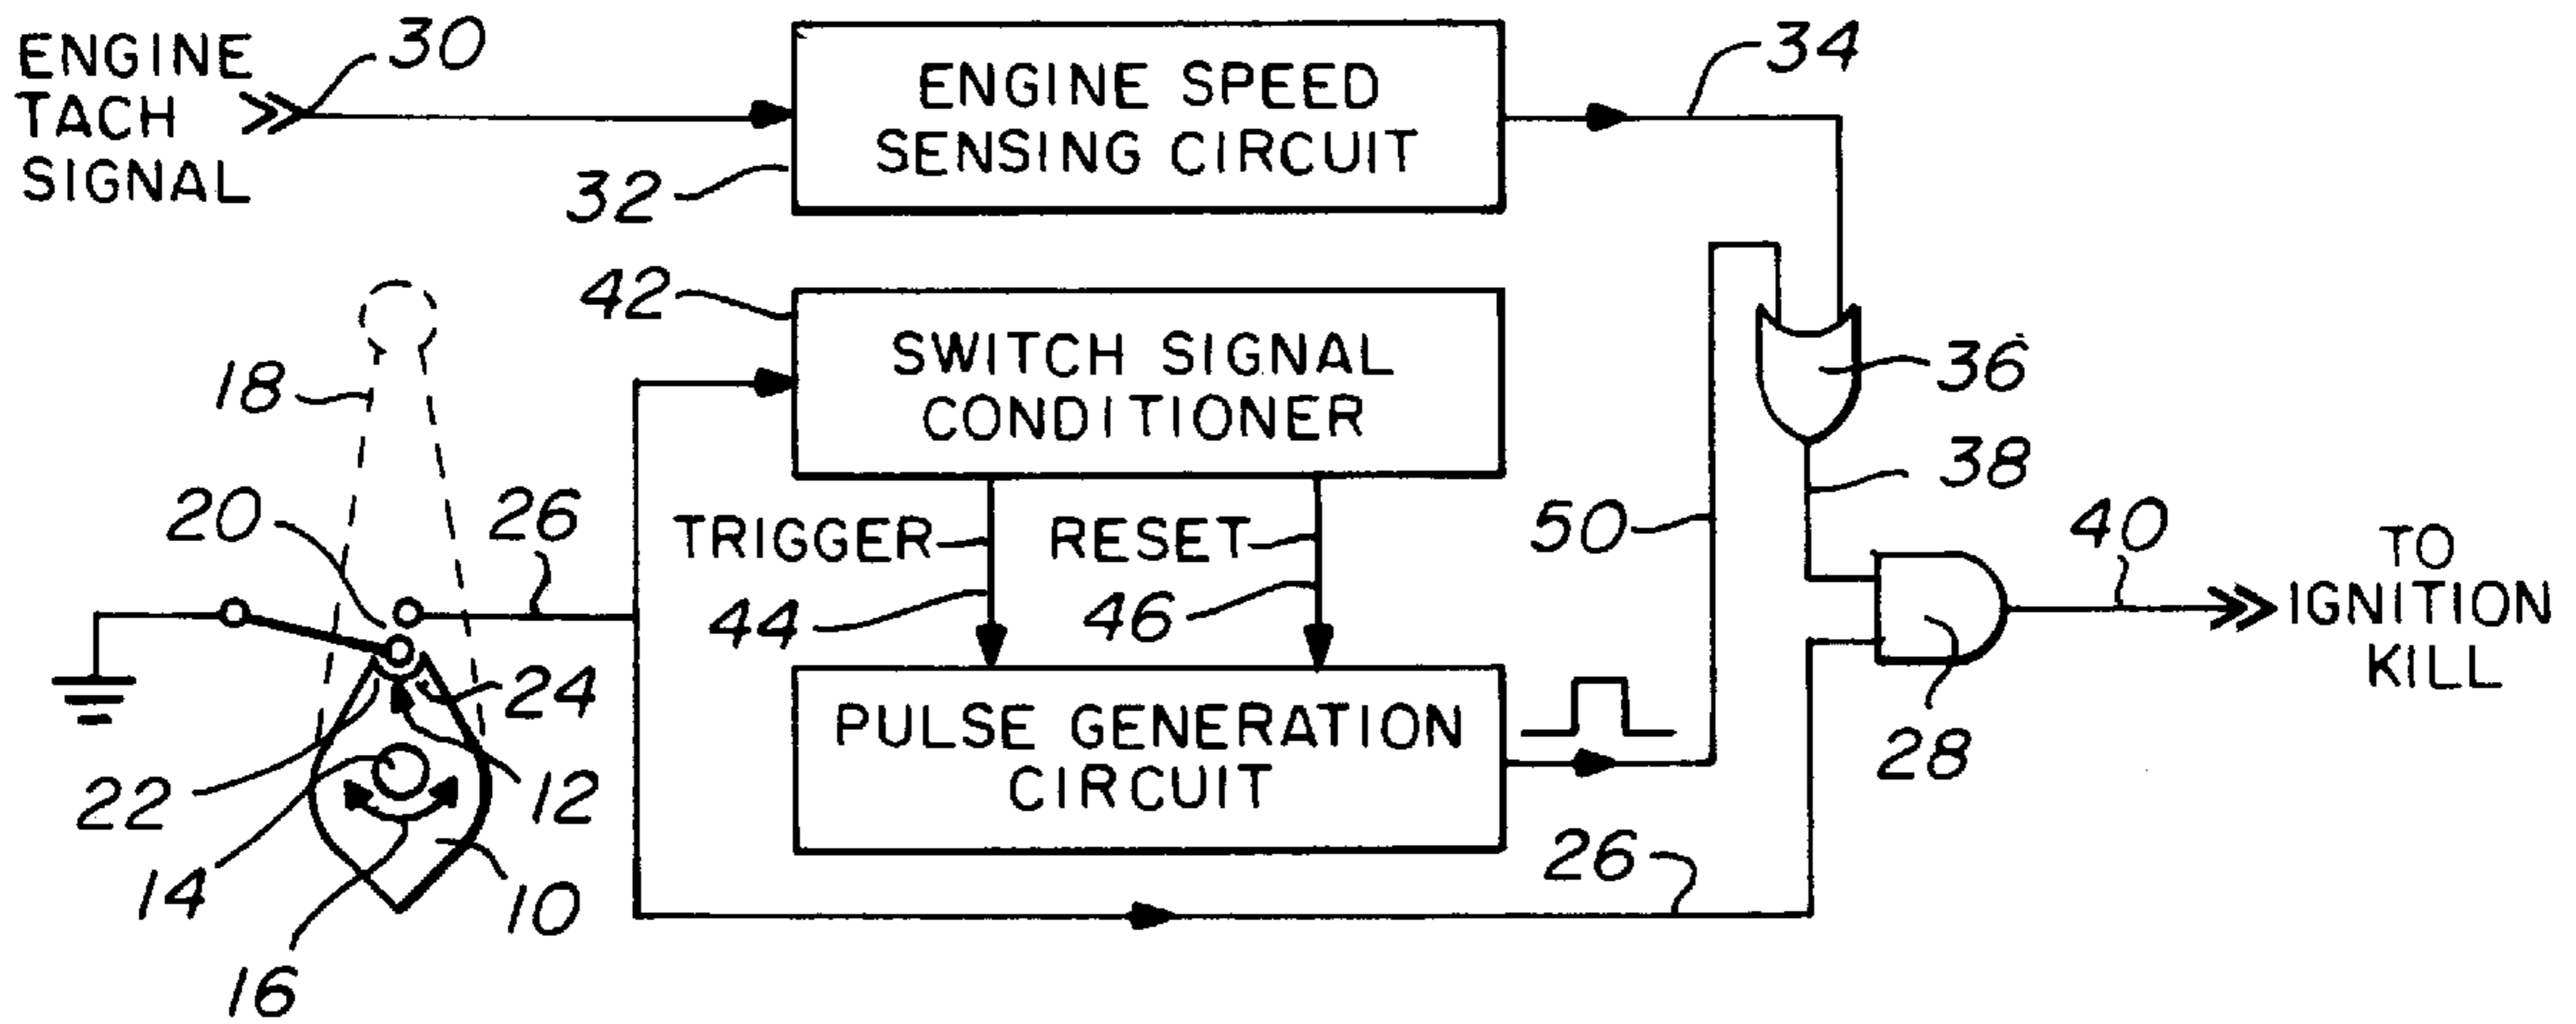 ENGINE
TACH
SIGNAL
30
ENGINE SPEED
SENSING CIRCUIT
32
34
42
SWITCH SIGNAL
CONDITIONER
36
18
38
20
26
TRIGGER
RESET
50
40
TO
IGNITION
KILL
44
46
24
22
12
PULSE GENERATION
CIRCUIT
28
14
10
26
16